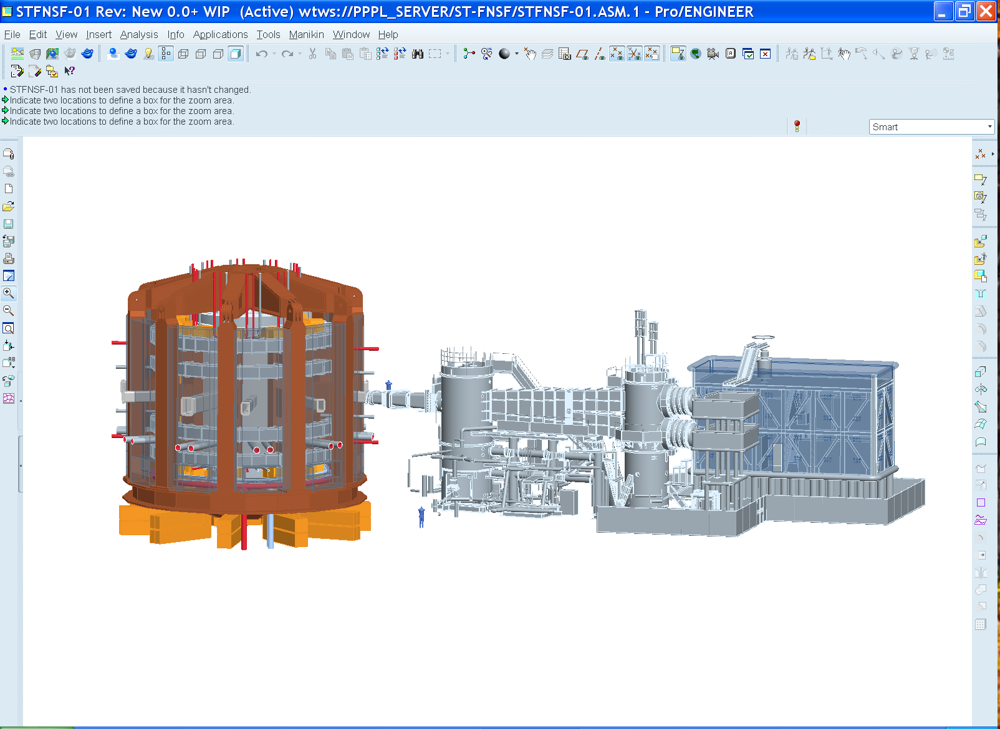 STFNSF-01 Rev: New 0.0+ WIP (Active) wtws://PPPL_SERVER/ST-FNSF/STFNSF-01.ASM.1 - Pro/ENGINEER
File Edit View Insert Analysis Info Applications Tools Manikin Window Help
STFNSF-01 has not been saved because it hasn't changed.
Indicate two locations to define a box for the zoom area.
Indicate two locations to define a box for the zoom area.
Indicate two locations to define a box for the zoom area.
Smart
AB